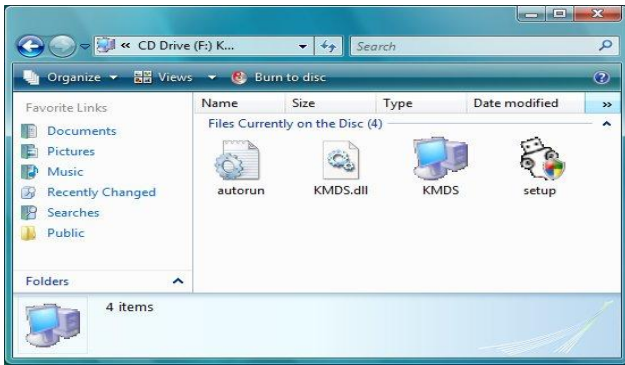 « CD Drive (F:) K...
Search
Organize
Views
Burn to disc
Favorite Links
Documents
Pictures
Music
Recently Changed
Searches
Public
Folders
Name Size Type Date modified »
Files Currently on the Disc (4)
autorun KMDS.dll KMDS setup
4 items